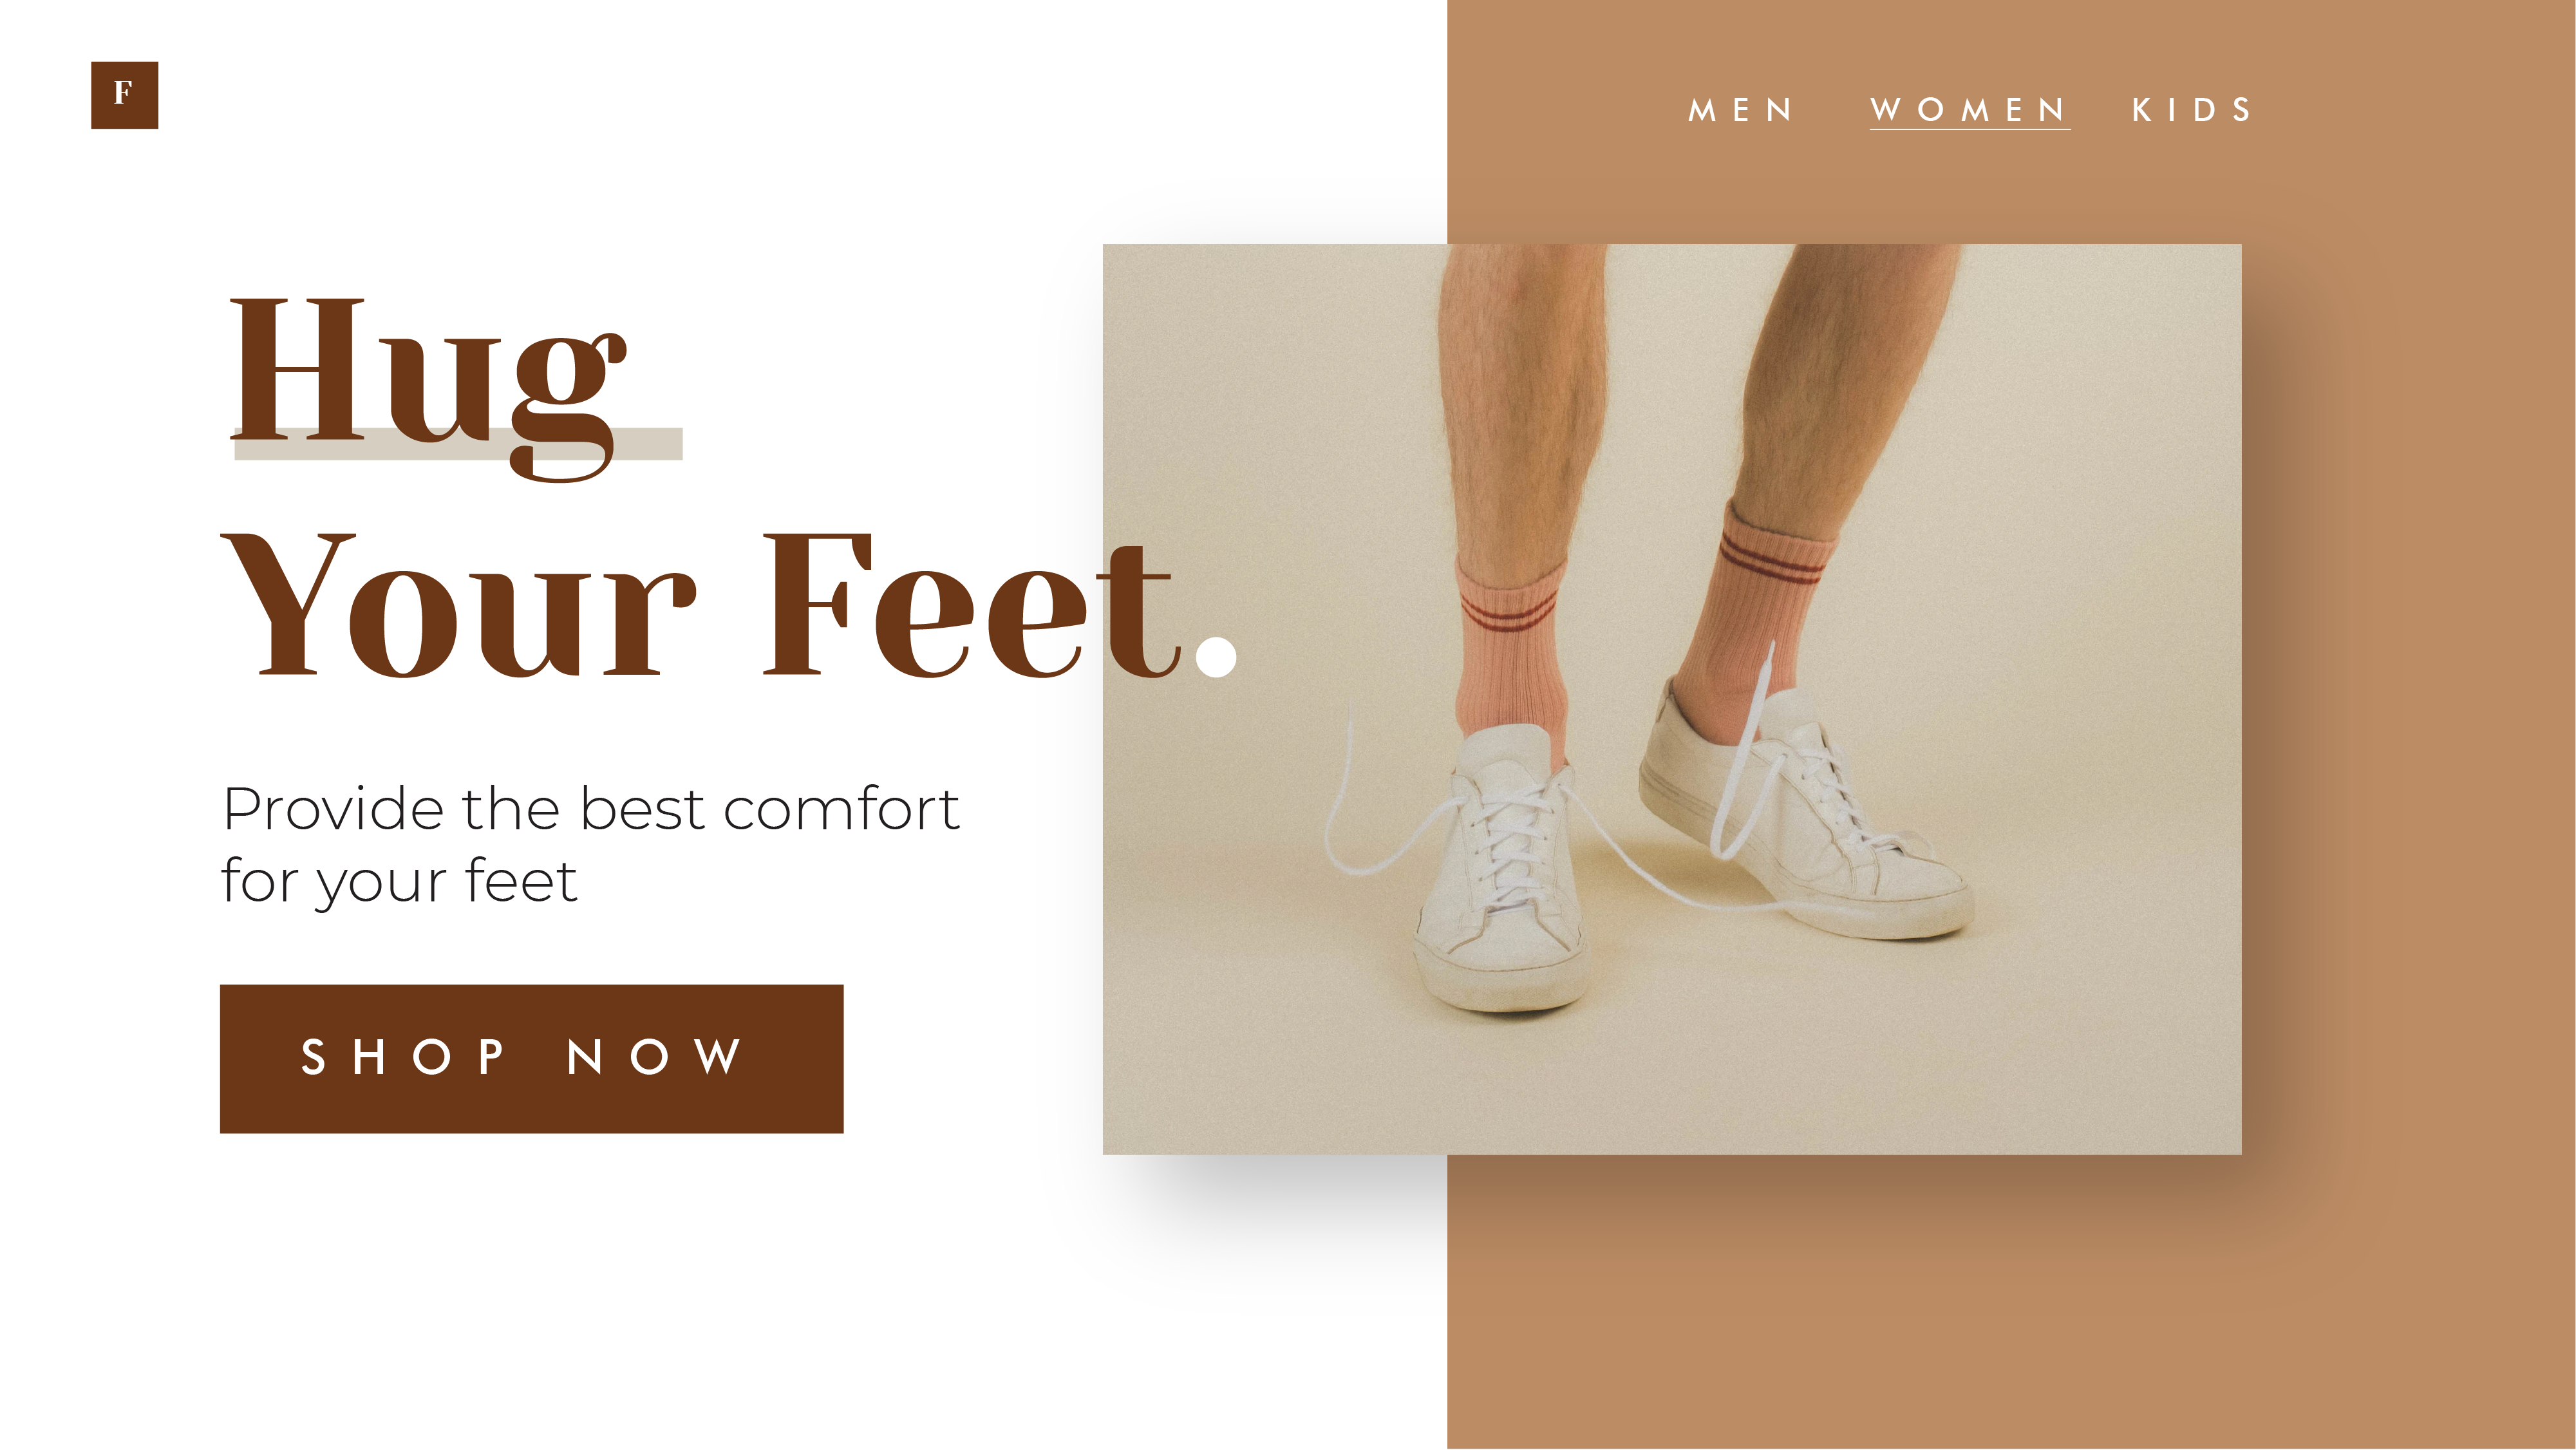 F
MEN WOMEN KIDS
Hug
Your Feet.
Provide the best comfort
for your feet
SHOP NOW